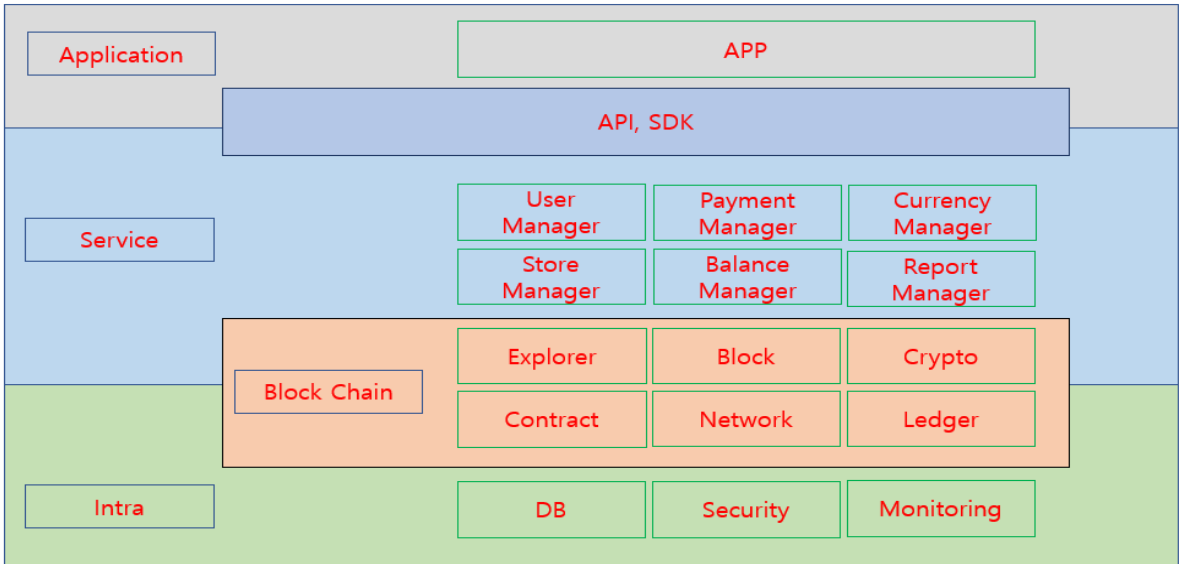 Application
APP
API, SDK
Service
User
Manager
Payment
Manager
Currency
Manager
Store
Manager
Balance
Manager
Report
Manager
Block Chain
Explorer
Block
Crypto
Contract
Network
Ledger
Intra
DB
Security
Monitoring